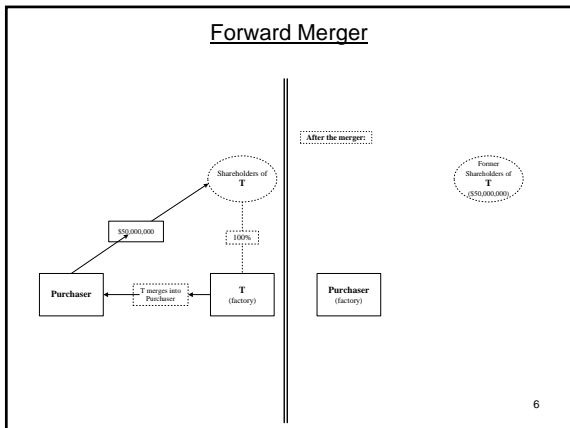 Forward Merger
Shareholders of
T
$50,000,000
100%
Purchaser
T merges into
Purchaser
T
(factory)
After the merger:
Former
Shareholders of
T
($50,000,000)
Purchaser
(factory)
6